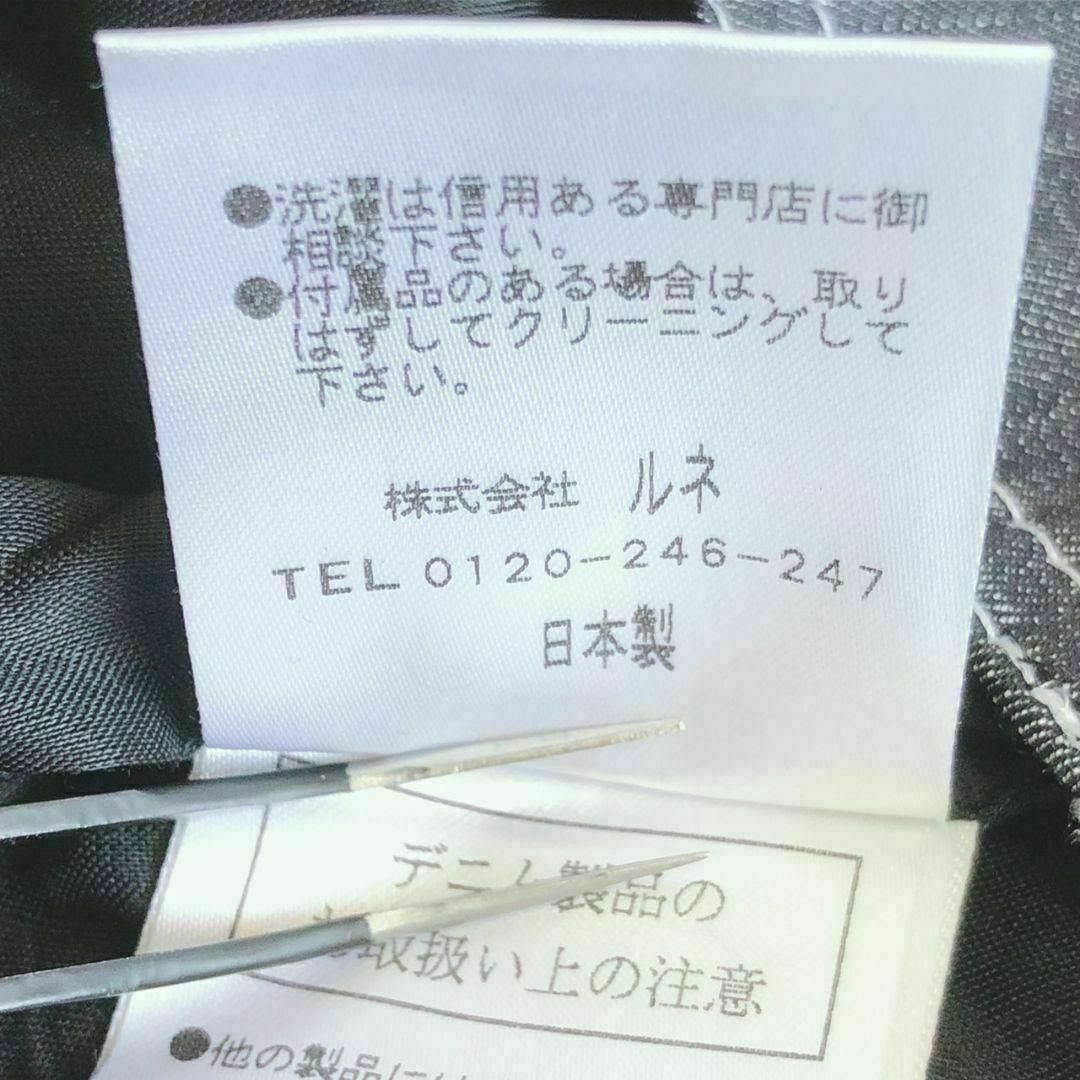 ●洗濯は信用ある専門店に御
相談下さい。
●付属品のある場合は、取り
はずしてクリーニングして
下さい。
株式会社 ルネ
TEL 0120-246-247
日本製
デニム製品の
お取扱い上の注意
●他の製品には